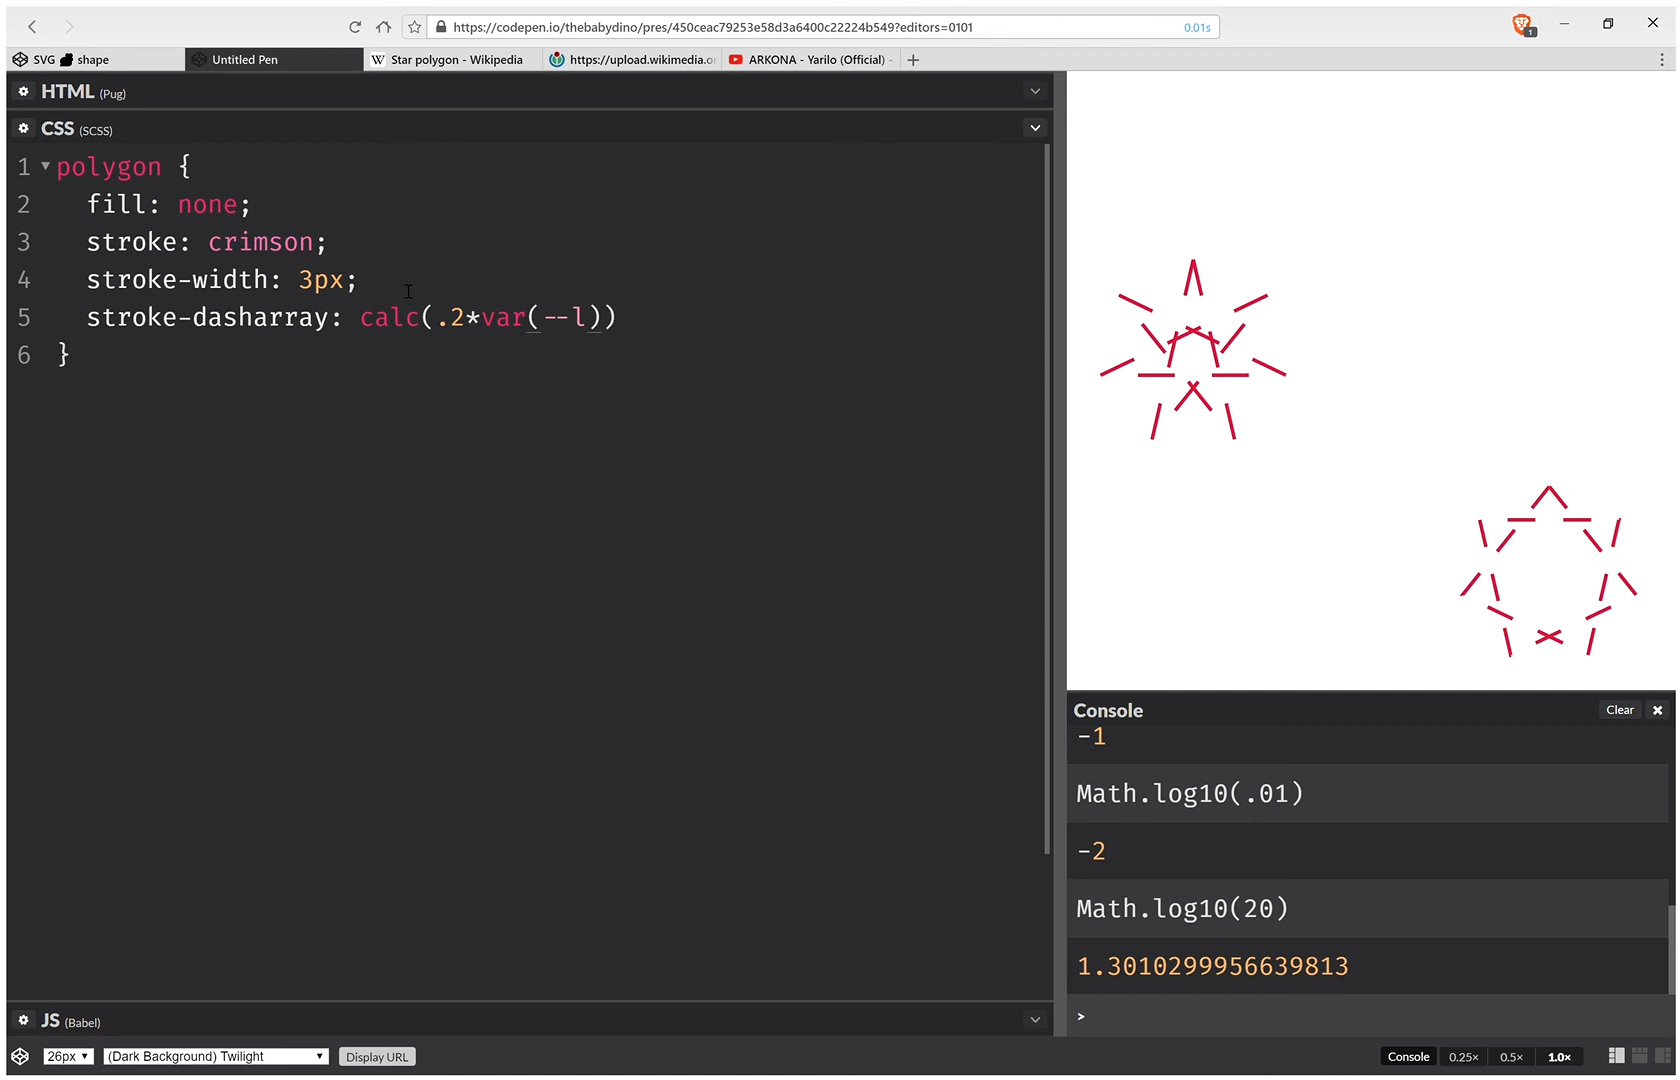 https://codepen.io/thebabydino/pres/450ceac79253e58d3a6400c22224b549?editors=0101
0.01s
1
SVG shape
Untitled Pen
Star polygon - Wikipedia
https://upload.wikimedia.o
ARKONA - Yarilo (Official) -
HTML (Pug)
CSS (SCSS)
1 polygon {
2 fill: none;
3 stroke: crimson;
4 stroke-width: 3px;
5 stroke-dasharray: calc(.2*var(--l))
6 }
Console
Clear
-1
Math.log10(.01)
-2
Math.log10(20)
1.3010299956639813
>
JS (Babel)
26px
(Dark Background) Twilight
Display URL
Console
0.25×
0.5×
1.0×